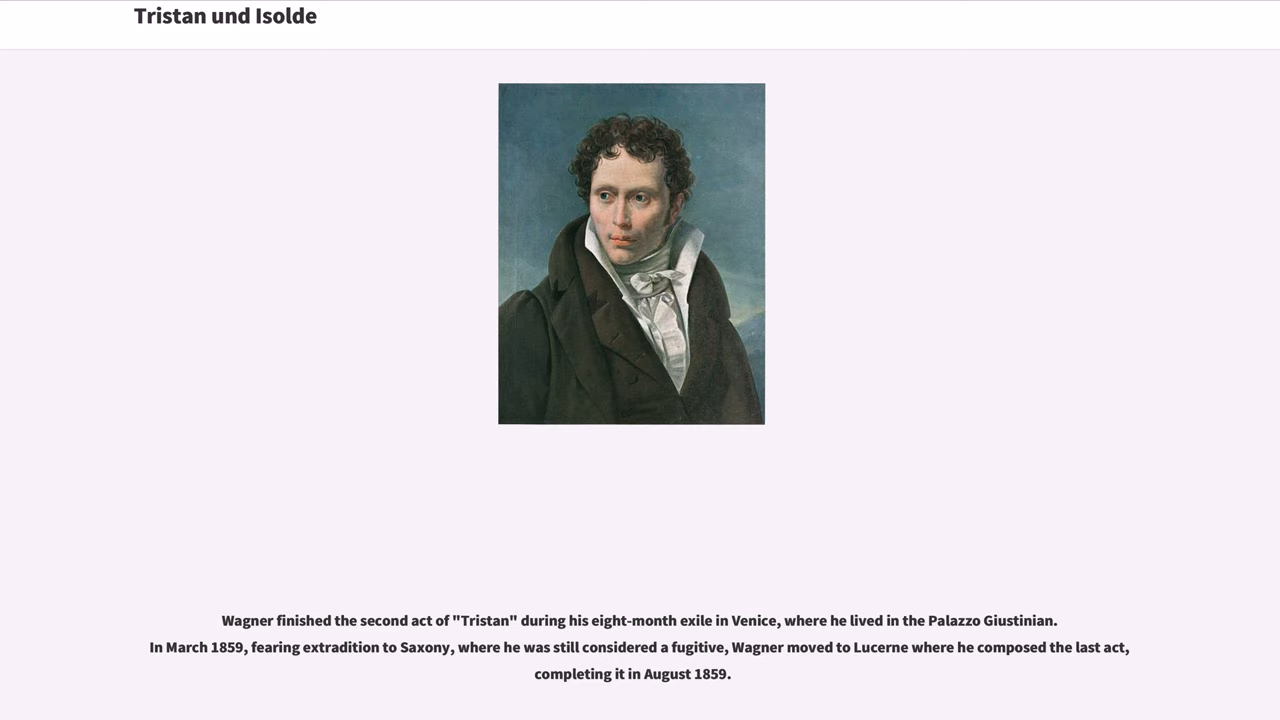 Tristan und Isolde
Wagner finished the second act of "Tristan" during his eight-month exile in Venice, where he lived in the Palazzo Giustinian.
In March 1859, fearing extradition to Saxony, where he was still considered a fugitive, Wagner moved to Lucerne where he composed the last act,
completing it in August 1859.